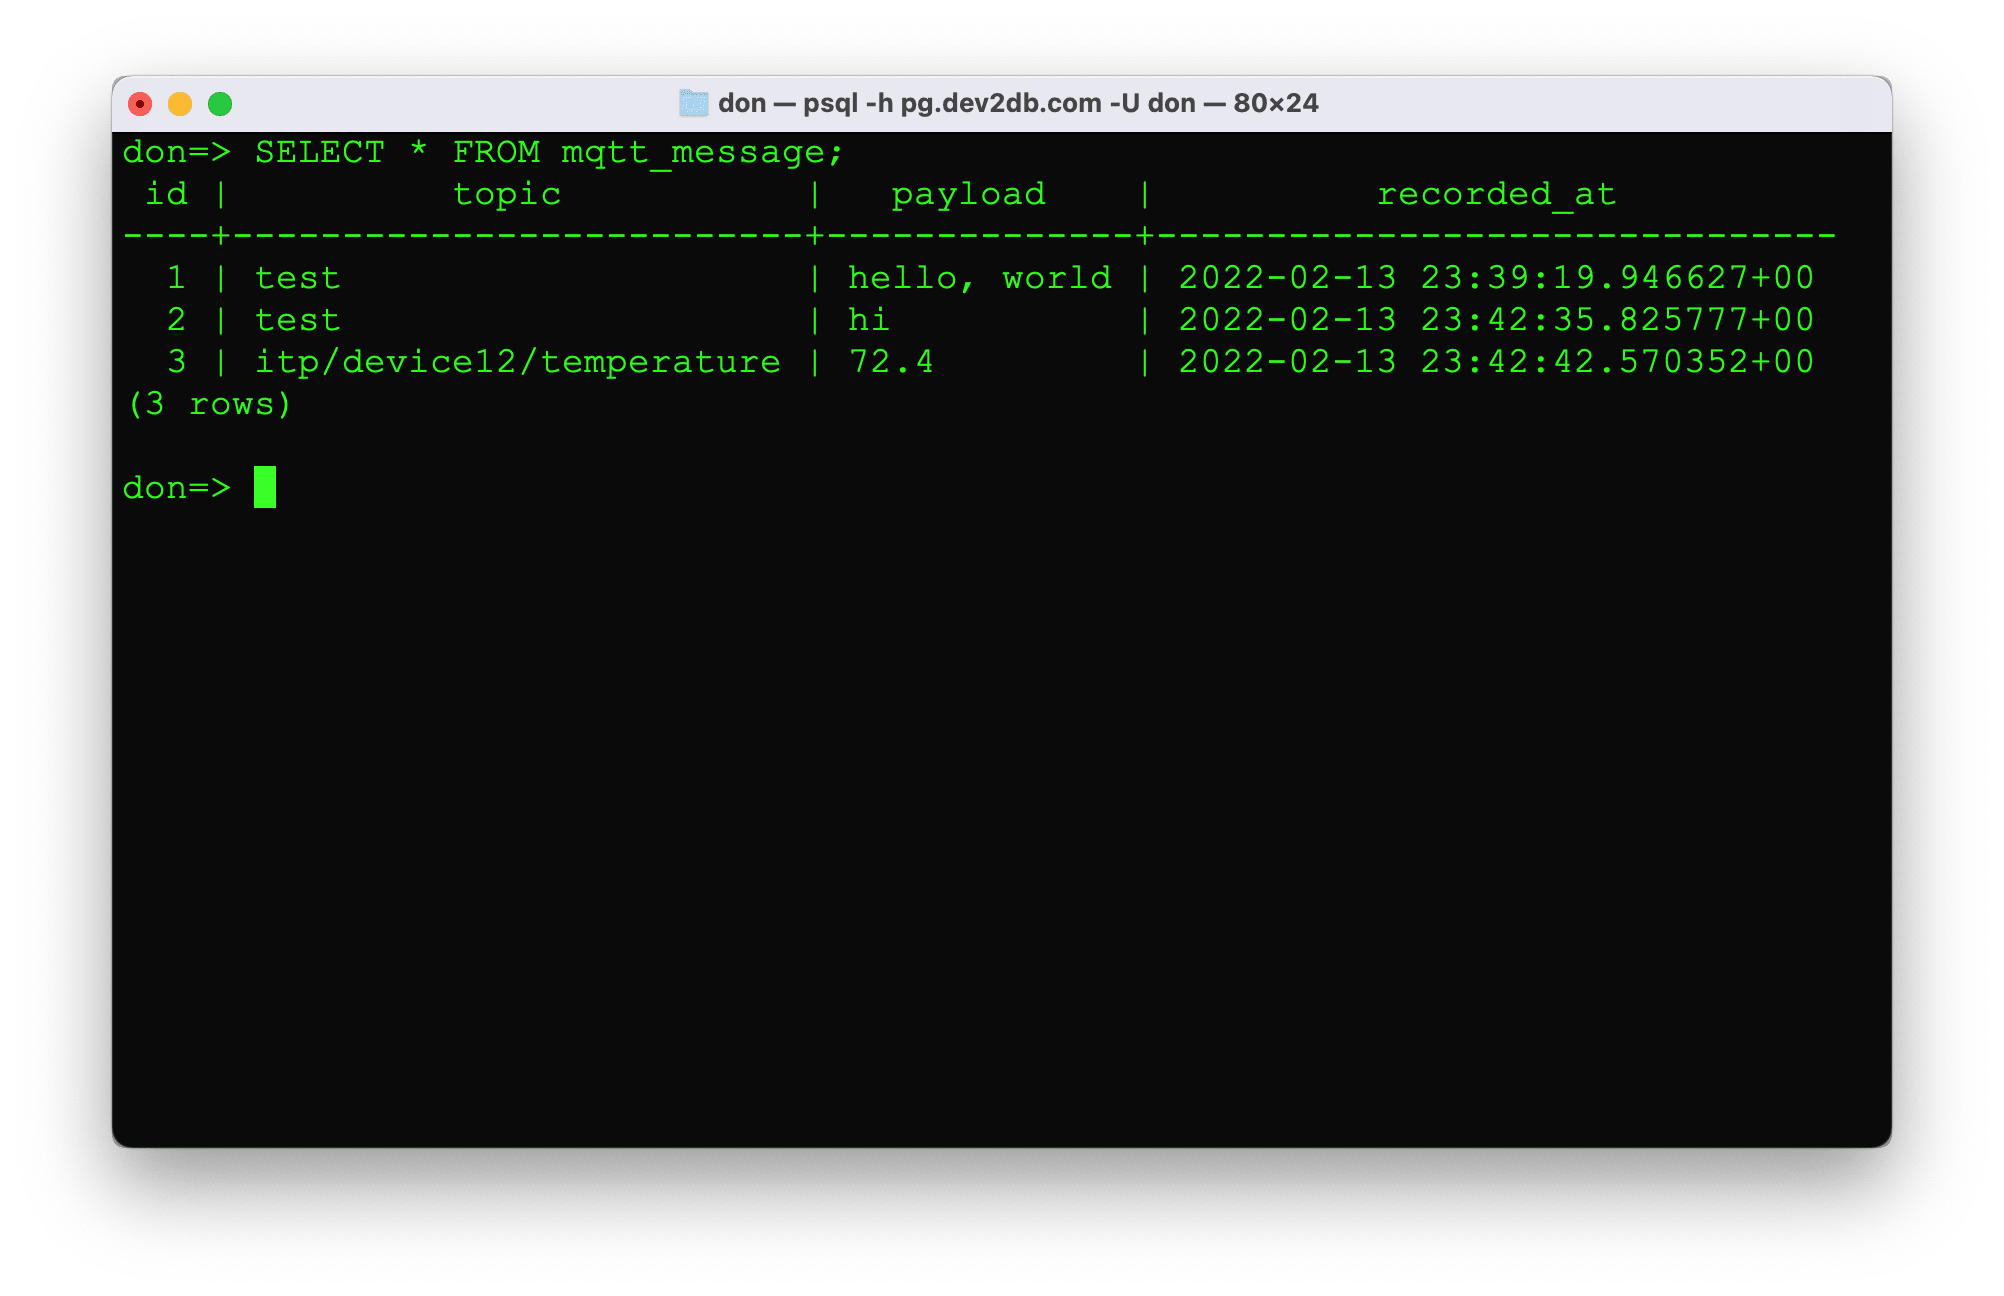 don — psql -h pg.dev2db.com -U don — 80×24
don=> SELECT * FROM mqtt_message;
 id |          topic           |   payload    |          recorded_at
----+--------------------------+--------------+-------------------------------
  1 | test                     | hello, world | 2022-02-13 23:39:19.946627+00
  2 | test                     | hi           | 2022-02-13 23:42:35.825777+00
  3 | itp/device12/temperature | 72.4         | 2022-02-13 23:42:42.570352+00
(3 rows)
don=>